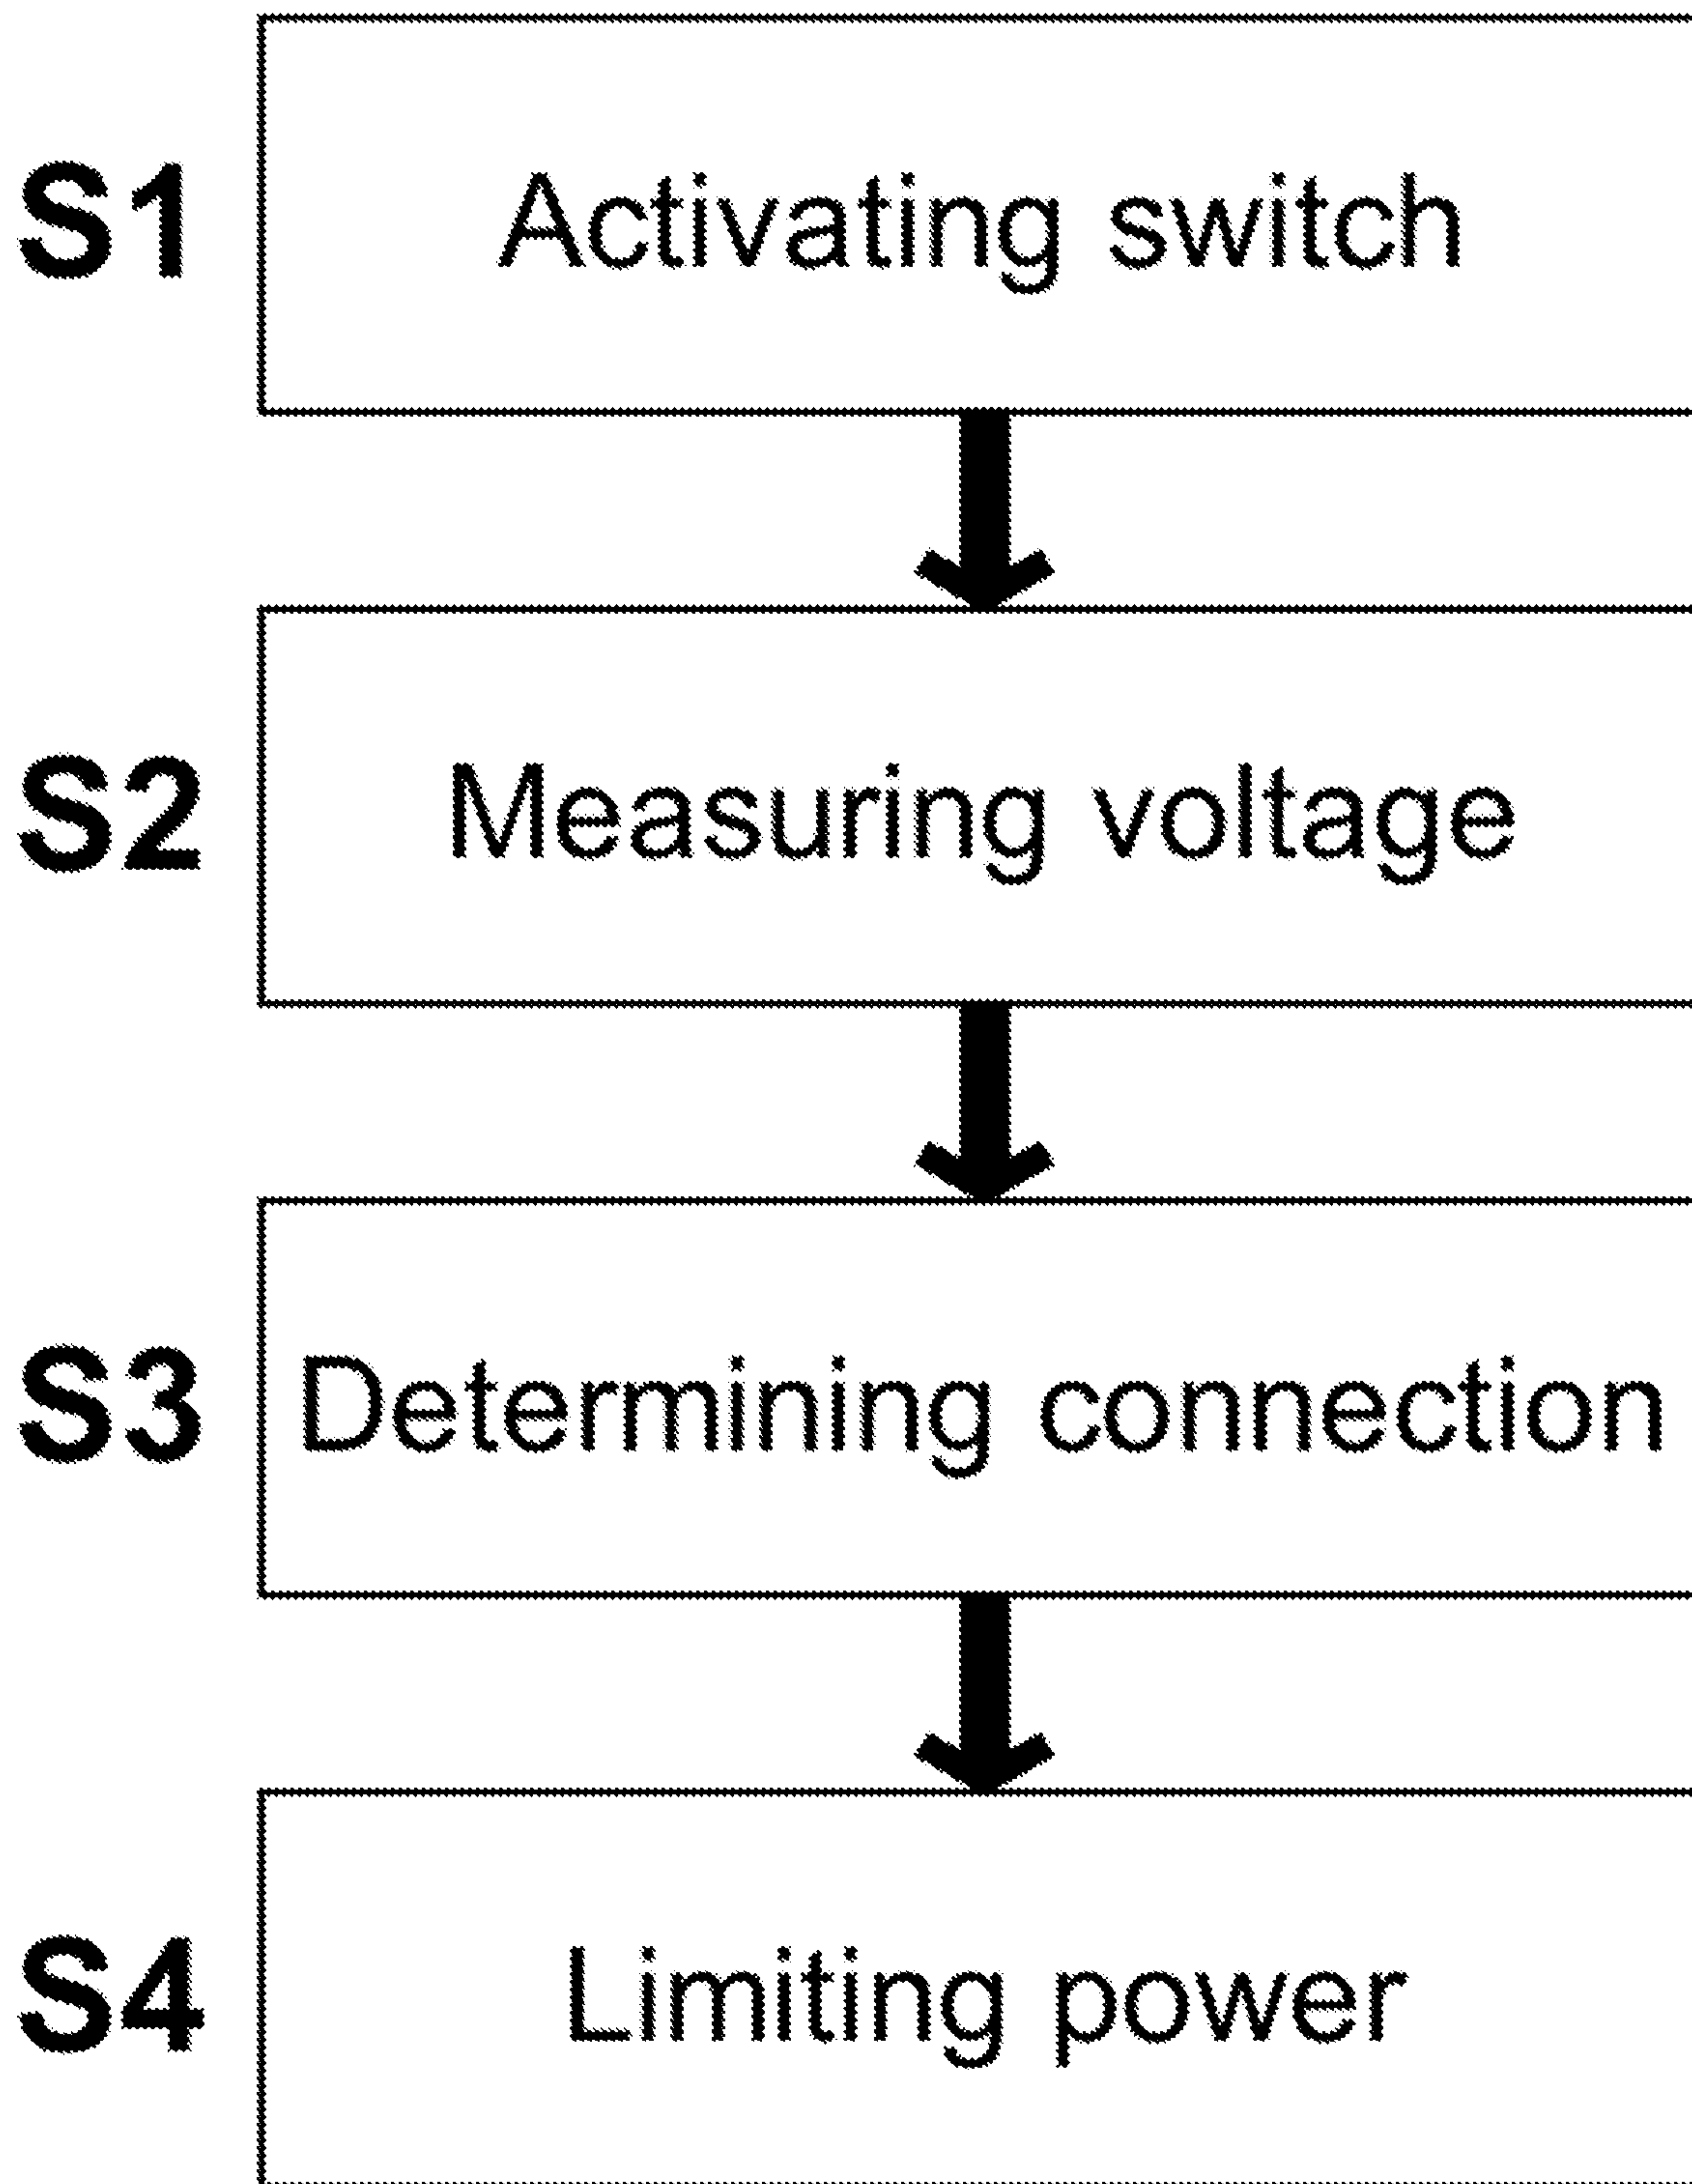 S1 Activating switch
S2 Measuring voltage
S3 Determining connection
S4 Limiting power